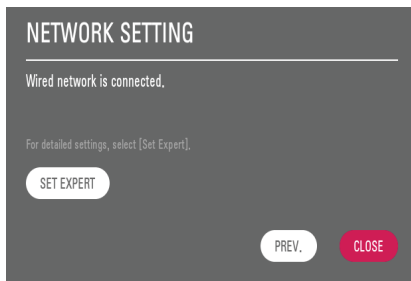 NETWORK SETTING
Wired network is connected.
For detailed settings, select [Set Expert].
SET EXPERT
PREV.
CLOSE